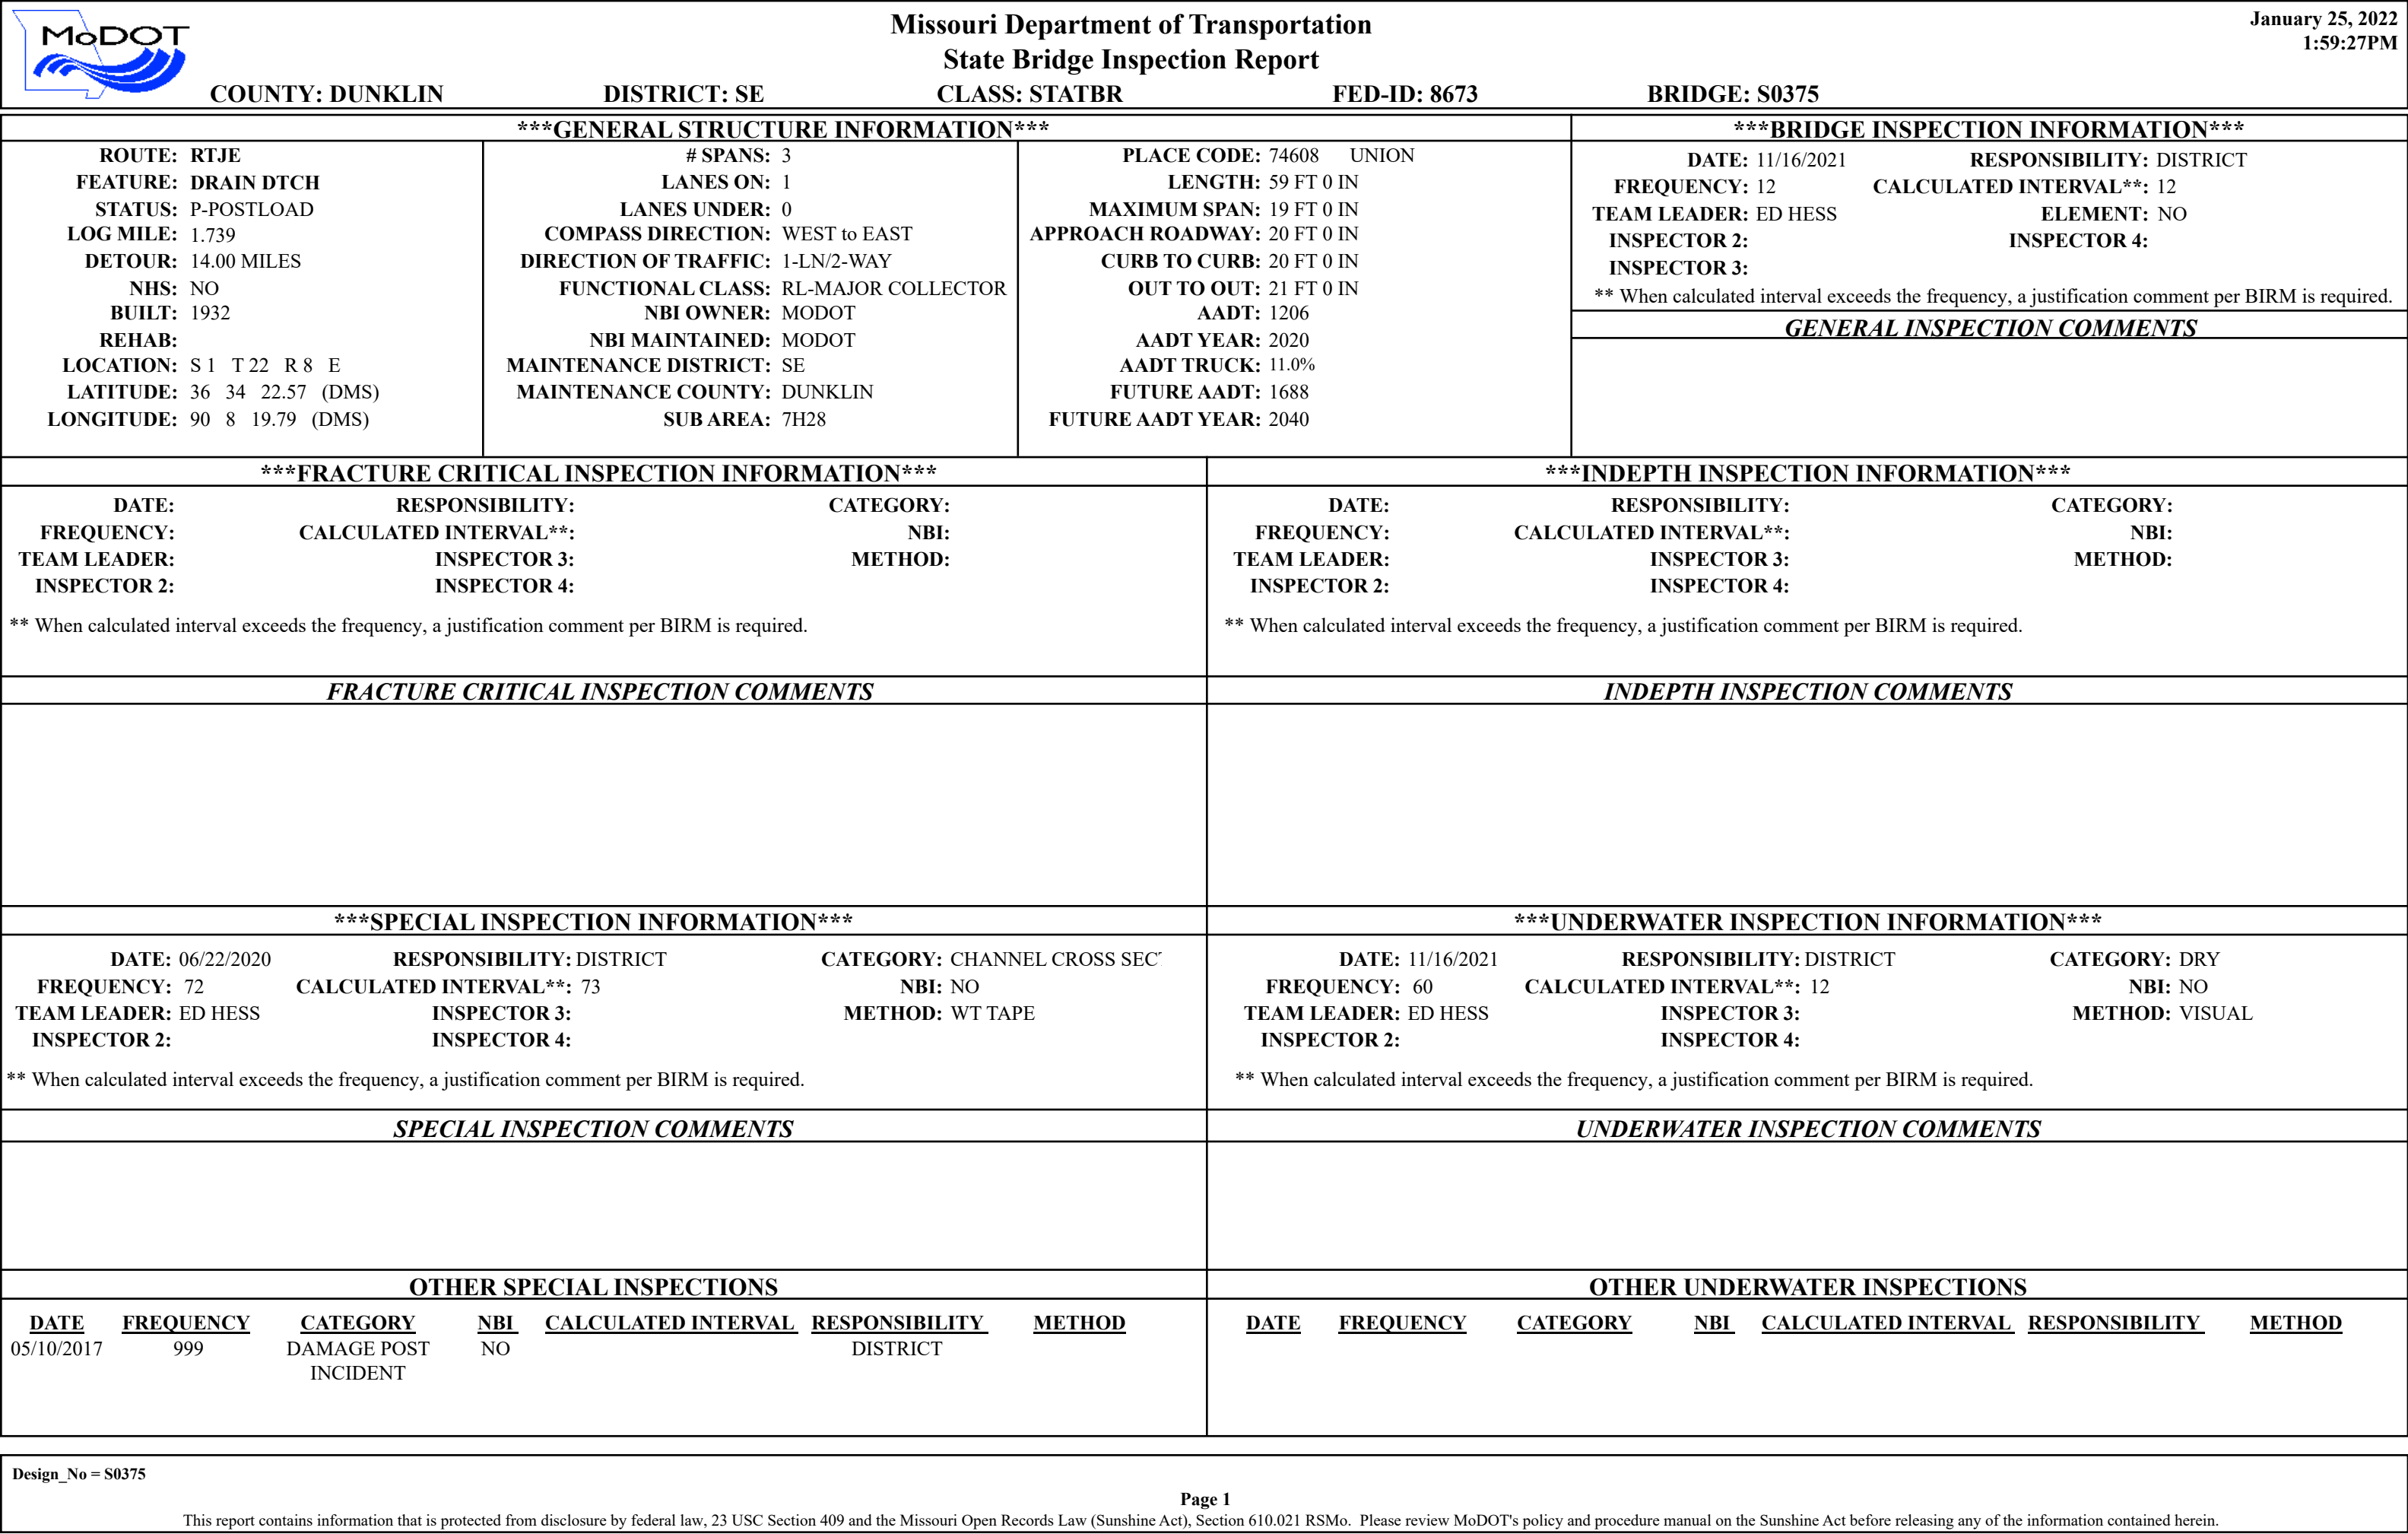 MoDOT
Missouri Department of Transportation
State Bridge Inspection Report
January 25, 2022
1:59:27PM
COUNTY: DUNKLIN DISTRICT: SE CLASS: STATBR FED-ID: 8673 BRIDGE: S0375
***GENERAL STRUCTURE INFORMATION***
ROUTE: RTJE
FEATURE: DRAIN DTCH
STATUS: P-POSTLOAD
LOG MILE: 1.739
DETOUR: 14.00 MILES
NHS: NO
BUILT: 1932
REHAB:
LOCATION: S 1 T 22 R 8 E
LATITUDE: 36 34 22.57 (DMS)
LONGITUDE: 90 8 19.79 (DMS)
# SPANS: 3
LANES ON: 1
LANES UNDER: 0
COMPASS DIRECTION: WEST to EAST
DIRECTION OF TRAFFIC: 1-LN/2-WAY
FUNCTIONAL CLASS: RL-MAJOR COLLECTOR
NBI OWNER: MODOT
NBI MAINTAINED: MODOT
MAINTENANCE DISTRICT: SE
MAINTENANCE COUNTY: DUNKLIN
SUB AREA: 7H28
PLACE CODE: 74608 UNION
LENGTH: 59 FT 0 IN
MAXIMUM SPAN: 19 FT 0 IN
APPROACH ROADWAY: 20 FT 0 IN
CURB TO CURB: 20 FT 0 IN
OUT TO OUT: 21 FT 0 IN
AADT: 1206
AADT YEAR: 2020
AADT TRUCK: 11.0%
FUTURE AADT: 1688
FUTURE AADT YEAR: 2040
***BRIDGE INSPECTION INFORMATION***
DATE: 11/16/2021 RESPONSIBILITY: DISTRICT
FREQUENCY: 12 CALCULATED INTERVAL**: 12
TEAM LEADER: ED HESS ELEMENT: NO
INSPECTOR 2: INSPECTOR 4:
INSPECTOR 3:
** When calculated interval exceeds the frequency, a justification comment per BIRM is required.
GENERAL INSPECTION COMMENTS
***FRACTURE CRITICAL INSPECTION INFORMATION***
DATE: RESPONSIBILITY: CATEGORY:
FREQUENCY: CALCULATED INTERVAL**: NBI:
TEAM LEADER: INSPECTOR 3: METHOD:
INSPECTOR 2: INSPECTOR 4:
** When calculated interval exceeds the frequency, a justification comment per BIRM is required.
FRACTURE CRITICAL INSPECTION COMMENTS
***INDEPTH INSPECTION INFORMATION***
DATE: RESPONSIBILITY: CATEGORY:
FREQUENCY: CALCULATED INTERVAL**: NBI:
TEAM LEADER: INSPECTOR 3: METHOD:
INSPECTOR 2: INSPECTOR 4:
** When calculated interval exceeds the frequency, a justification comment per BIRM is required.
INDEPTH INSPECTION COMMENTS
***SPECIAL INSPECTION INFORMATION***
DATE: 06/22/2020 RESPONSIBILITY: DISTRICT CATEGORY: CHANNEL CROSS SEC
FREQUENCY: 72 CALCULATED INTERVAL**: 73 NBI: NO
TEAM LEADER: ED HESS INSPECTOR 3: METHOD: WT TAPE
INSPECTOR 2: INSPECTOR 4:
** When calculated interval exceeds the frequency, a justification comment per BIRM is required.
SPECIAL INSPECTION COMMENTS
***UNDERWATER INSPECTION INFORMATION***
DATE: 11/16/2021 RESPONSIBILITY: DISTRICT CATEGORY: DRY
FREQUENCY: 60 CALCULATED INTERVAL**: 12 NBI: NO
TEAM LEADER: ED HESS INSPECTOR 3: METHOD: VISUAL
INSPECTOR 2: INSPECTOR 4:
** When calculated interval exceeds the frequency, a justification comment per BIRM is required.
UNDERWATER INSPECTION COMMENTS
OTHER SPECIAL INSPECTIONS
DATE FREQUENCY CATEGORY NBI CALCULATED INTERVAL RESPONSIBILITY METHOD
05/10/2017 999 DAMAGE POST NO DISTRICT
INCIDENT
OTHER UNDERWATER INSPECTIONS
DATE FREQUENCY CATEGORY NBI CALCULATED INTERVAL RESPONSIBILITY METHOD
Design_No = S0375
Page 1
This report contains information that is protected from disclosure by federal law, 23 USC Section 409 and the Missouri Open Records Law (Sunshine Act), Section 610.021 RSMo. Please review MoDOT's policy and procedure manual on the Sunshine Act before releasing any of the information contained herein.